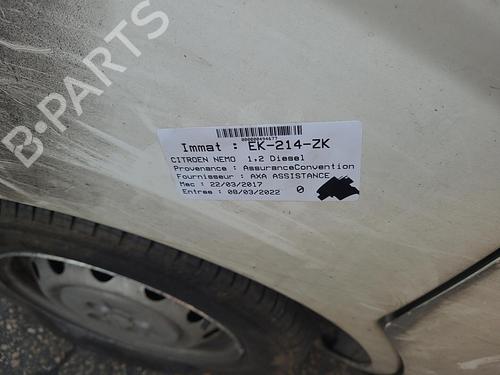 B-PARTS
000000494677
Immat : EK-214-ZK
CITROEN NEMO 1,2 Diesel
Provenance : AssuranceConvention
Fournisseur : AXA ASSISTANCE
Mec : 22/03/2017
Entree : 08/03/2022 0